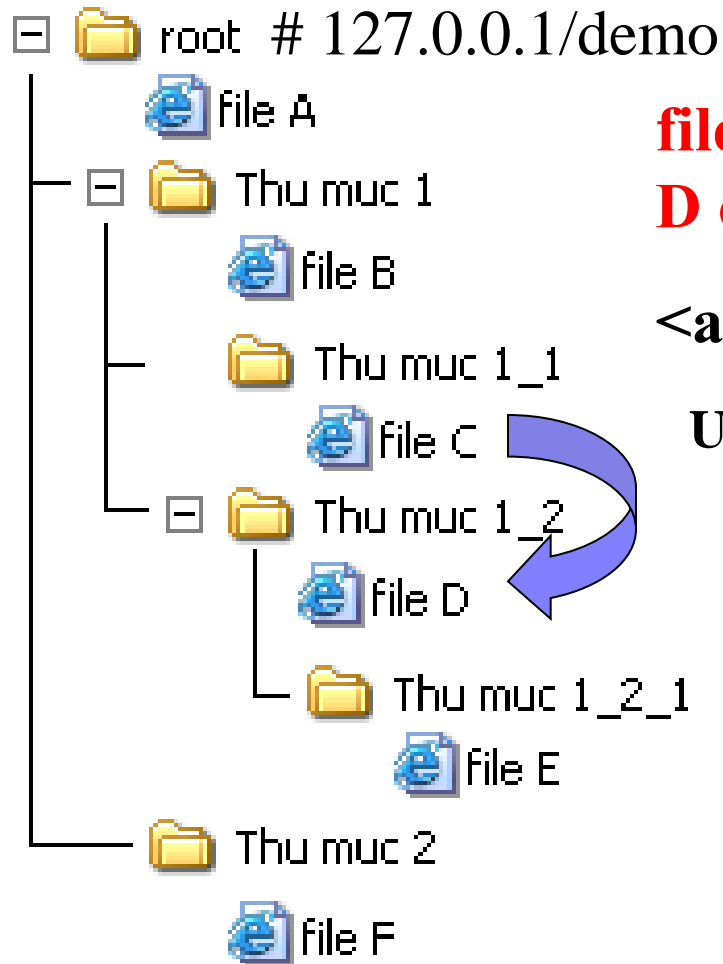 root # 127.0.0.1/demo
file A
file
D
Thu muc 1
file B
<a
Thu muc 1_1
U
file C
Thu muc 1_2
file D
Thu muc 1_2_1
file E
Thu muc 2
file F